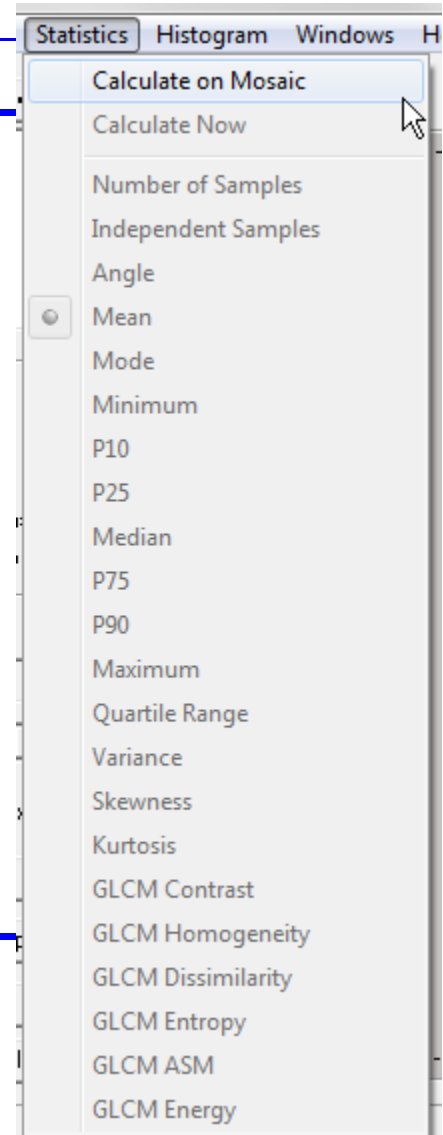 Statistics Histogram Windows
Calculate on Mosaic
Calculate Now
Number of Samples
Independent Samples
Angle
Mean
Mode
Minimum
P10
P25
Median
P75
P90
Maximum
Quartile Range
Variance
Skewness
Kurtosis
GLCM Contrast
GLCM Homogeneity
GLCM Dissimilarity
GLCM Entropy
GLCM ASM
GLCM Energy